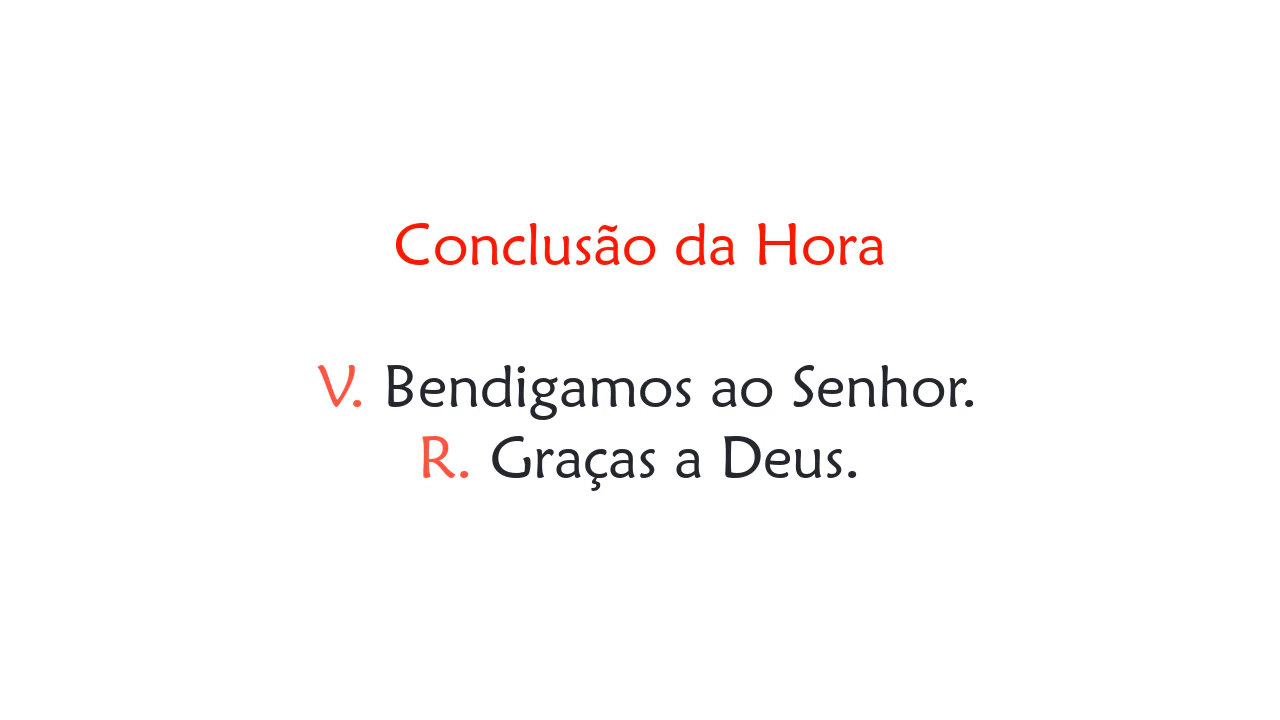 Conclusão da Hora
V. Bendigamos ao Senhor.
R. Graças a Deus.